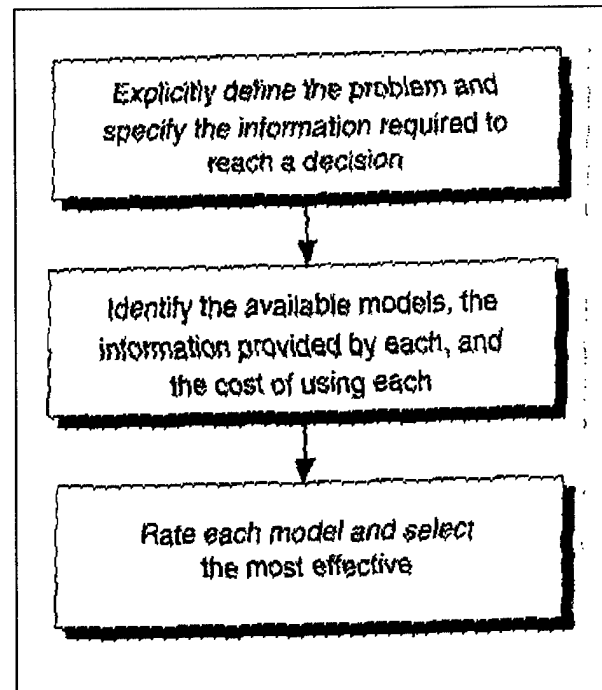 Explicitly define the problem and
specify the information required to
reach a decision
Identify the available models, the
information provided by each, and
the cost of using each
Rate each model and select
the most effective